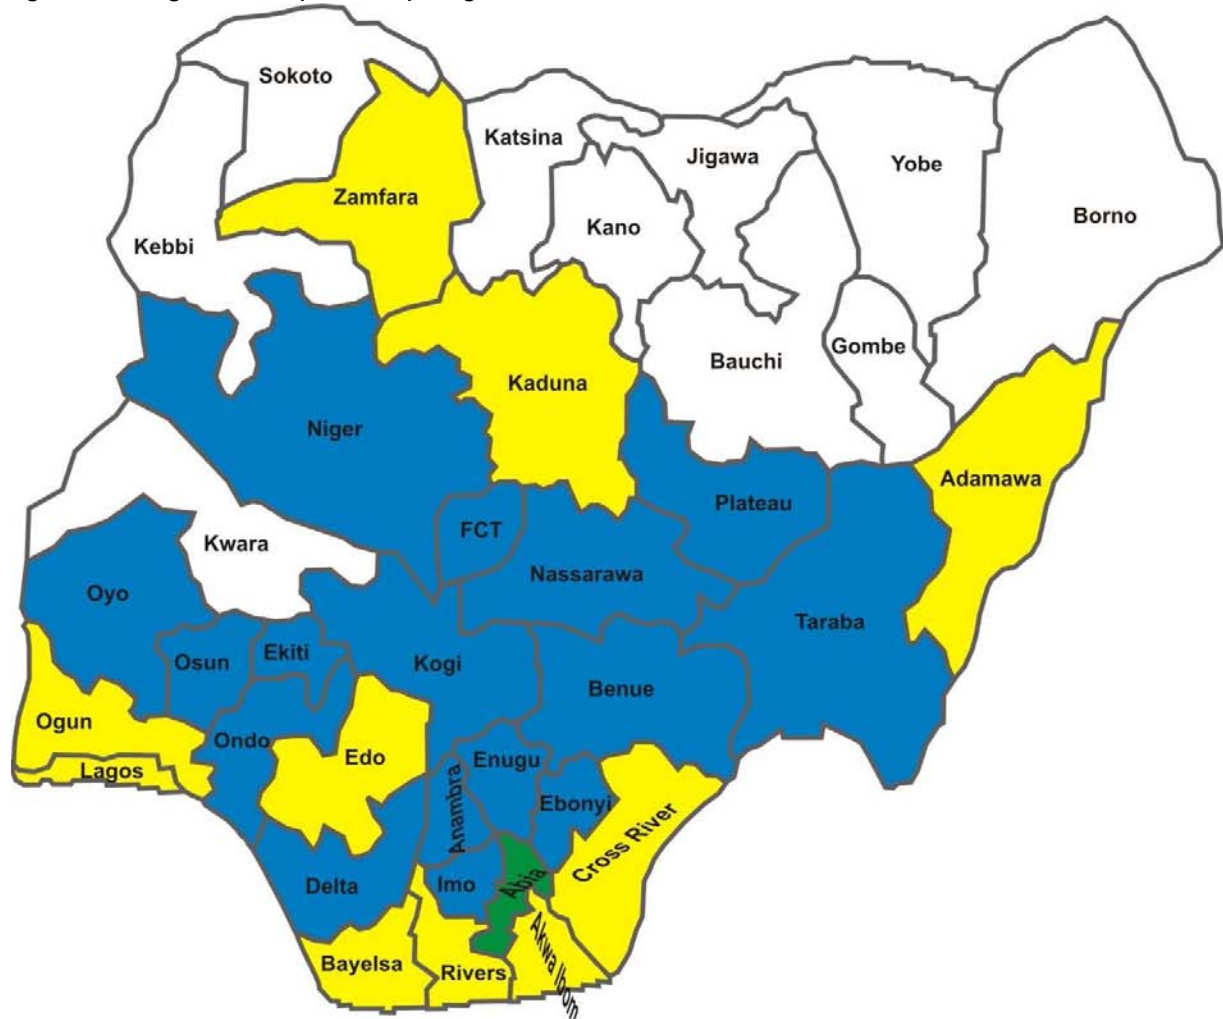 Sokoto
Katsina
Jigawa
Yobe
Zamfara
Kano
Borno
Kebbi
Gombe
Bauchi
Kaduna
Niger
Adamawa
Plateau
FCT
Kwara
Nassarawa
Oyo
Taraba
Ekiti
Osun
Kogi
Benue
Ogun
Ondo
Edo
Enugu
Lagos
Anambra
Ebonyi
Cross River
Delta
Imo
Abia
Akwa Ibom
Bayelsa
Rivers